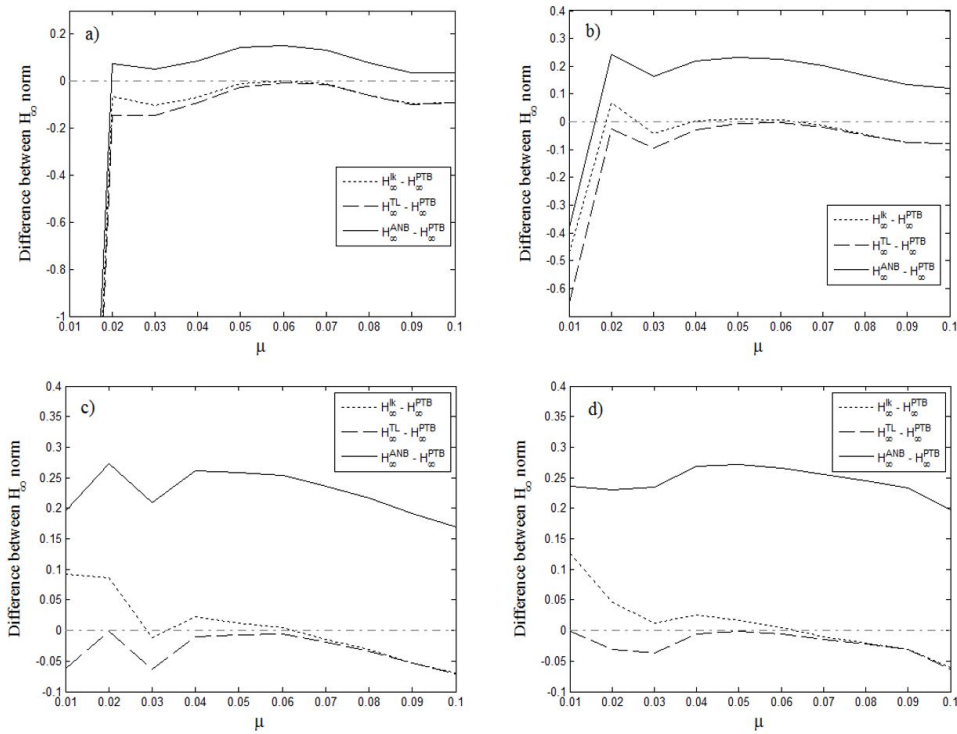 a)
Difference between H∞ norm
0.2
0
-0.2
-0.4
-0.6
-0.8
-1
H∞^lk - H∞^PTB
H∞^TL - H∞^PTB
H∞^ANB - H∞^PTB
0.01 0.02 0.03 0.04 0.05 0.06 0.07 0.08 0.09 0.1
μ
b)
Difference between H∞ norm
0.4
0.3
0.2
0.1
0
-0.1
-0.2
-0.3
-0.4
-0.5
-0.6
H∞^lk - H∞^PTB
H∞^TL - H∞^PTB
H∞^ANB - H∞^PTB
0.01 0.02 0.03 0.04 0.05 0.06 0.07 0.08 0.09 0.1
μ
c)
Difference between H∞ norm
0.4
0.35
0.3
0.25
0.2
0.15
0.1
0.05
0
-0.05
-0.1
H∞^lk - H∞^PTB
H∞^TL - H∞^PTB
H∞^ANB - H∞^PTB
0.01 0.02 0.03 0.04 0.05 0.06 0.07 0.08 0.09 0.1
μ
d)
Difference between H∞ norm
0.4
0.35
0.3
0.25
0.2
0.15
0.1
0.05
0
-0.05
-0.1
H∞^lk - H∞^PTB
H∞^TL - H∞^PTB
H∞^ANB - H∞^PTB
0.01 0.02 0.03 0.04 0.05 0.06 0.07 0.08 0.09 0.1
μ